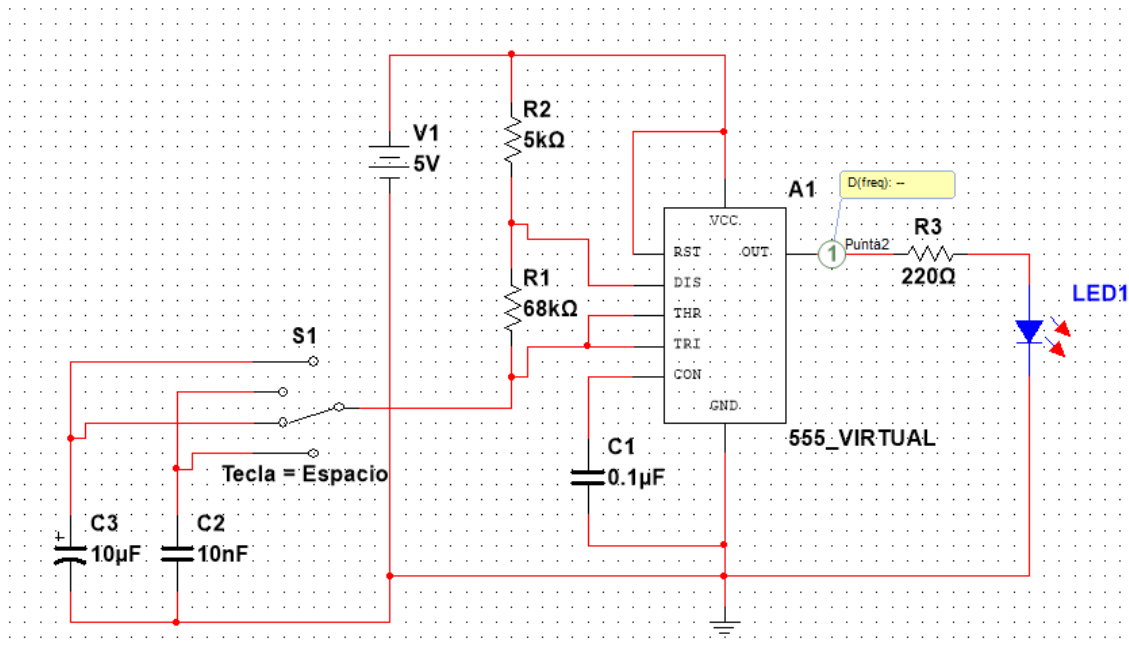 R2
5kΩ
V1
5V
A1
D(freq): --
VCC
RST
OUT
DIS
THR
TRI
CON
GND
1
Punta2
R3
220Ω
LED1
R1
68kΩ
S1
Tecla = Espacio
555_VIRTUAL
C1
0.1µF
C3
+
10µF
C2
10nF